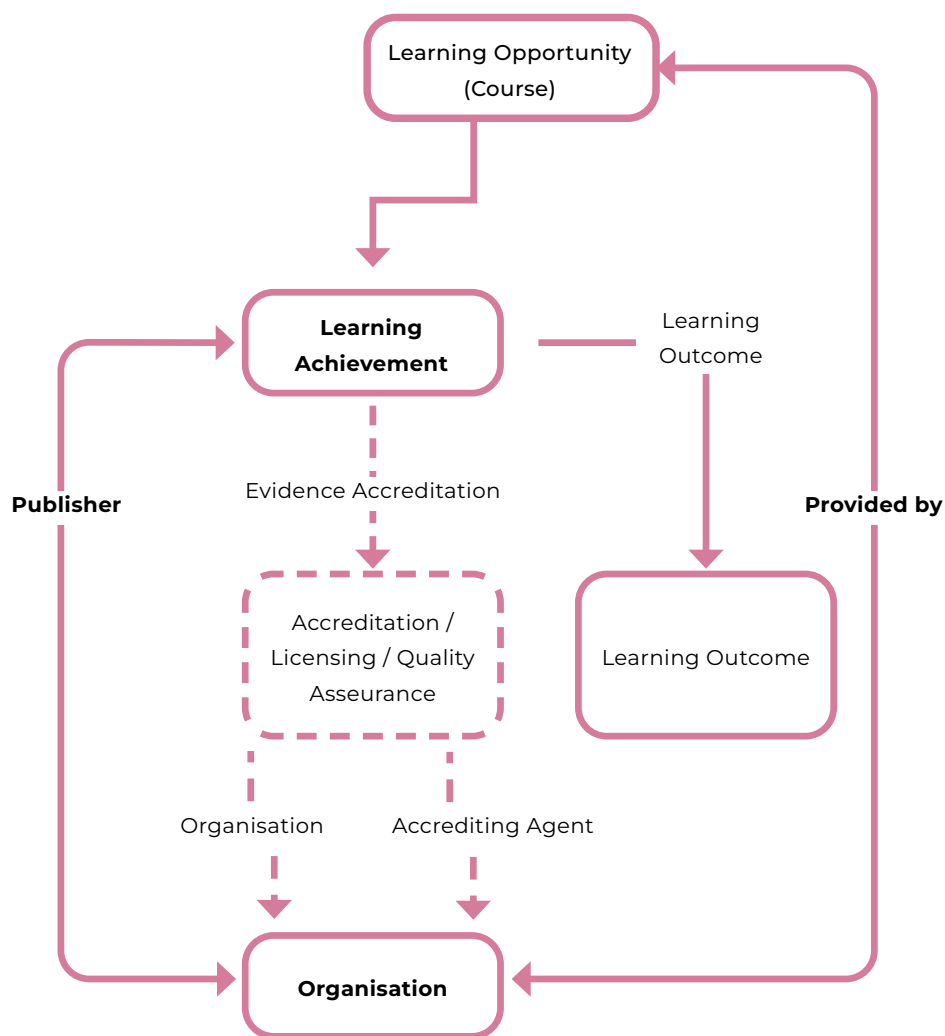 Learning Opportunity
(Course)
Learning
Achievement
Learning
Outcome
Publisher
Evidence Accreditation
Provided by
Accreditation /
Licensing / Quality
Asseurance
Learning Outcome
Organisation
Accrediting Agent
Organisation